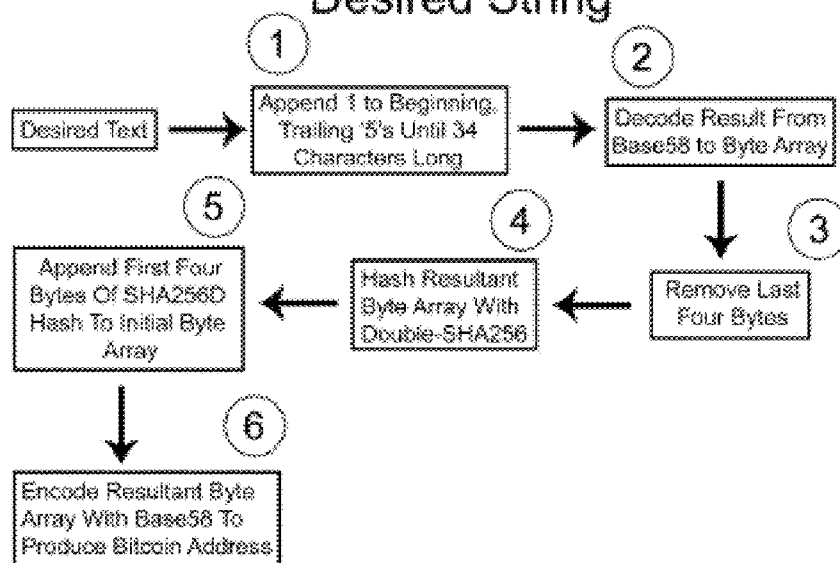 Desired String
1
2
Desired Text
Append 1 to Beginning,
Trailing '5's Until 34
Characters Long
Decode Result From
Base58 to Byte Array
5
4
3
Append First Four
Bytes Of SHA256D
Hash To Initial Byte
Array
Hash Resultant
Byte Array With
Double-SHA256
Remove Last
Four Bytes
6
Encode Resultant Byte
Array With Base58 To
Produce Bitcoin Address